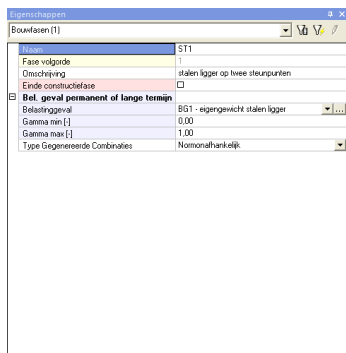 Eigenschappen
Bouwfasen (1)
Naam ST1
Fase volgorde 1
Omschrijving stalen ligger op twee steunpunten
Einde constructiefase
Bel. geval permanent of lange termijn
Belastinggeval BG1 - eigengewicht stalen ligger ...
Gamma min [-] 0,00
Gamma max [-] 1,00
Type Gegenereerde Combinaties Normonafhankelijk